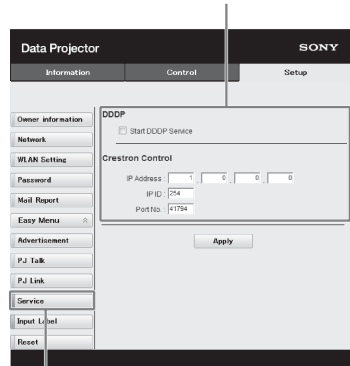 Data Projector
SONY
Information
Control
Setup
Owner information
Network
WLAN Setting
Password
Mail Report
Easy Menu
Advertisement
PJ Talk
PJ Link
Service
Input Label
Reset
DDDP
Start DDDP Service
Crestron Control
IP Address : 1 . 0 . 0 . 0
IP ID : 254
Port No. : 41794
Apply